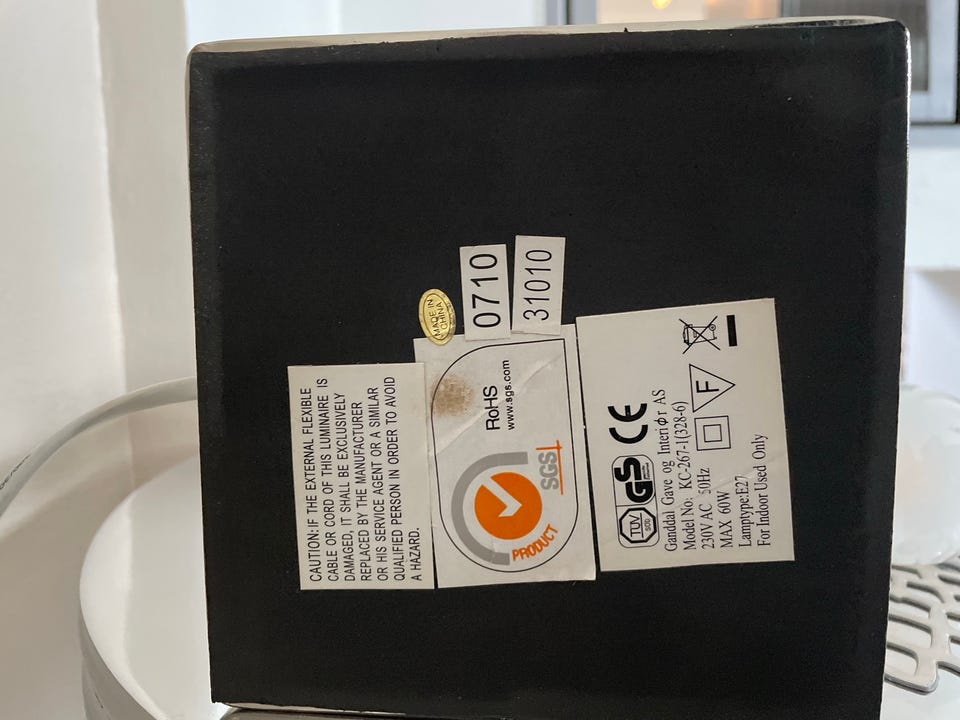 CAUTION:IF THE EXTERNAL FLEXIBLE
CABLE OR CORD OF THIS LUMINAIRE IS
DAMAGED, IT SHALL BE EXCLUSIVELY
REPLACED BY THE MANUFACTURER
OR HIS SERVICE AGENT OR A SIMILAR
QUALIFIED PERSON IN ORDER TO AVOID
A HAZARD.
MADE IN
CHINA
0710
31010
RoHS
www.sgs.com
SGS
PRODUCT
TÜV
SÜD
GS
CE
Ganddal Gave og Interiør AS
Model No: KC-267-1(328-6)
230V AC 50Hz
F
MAX 60W
Lamptype:E27
For Indoor Used Only